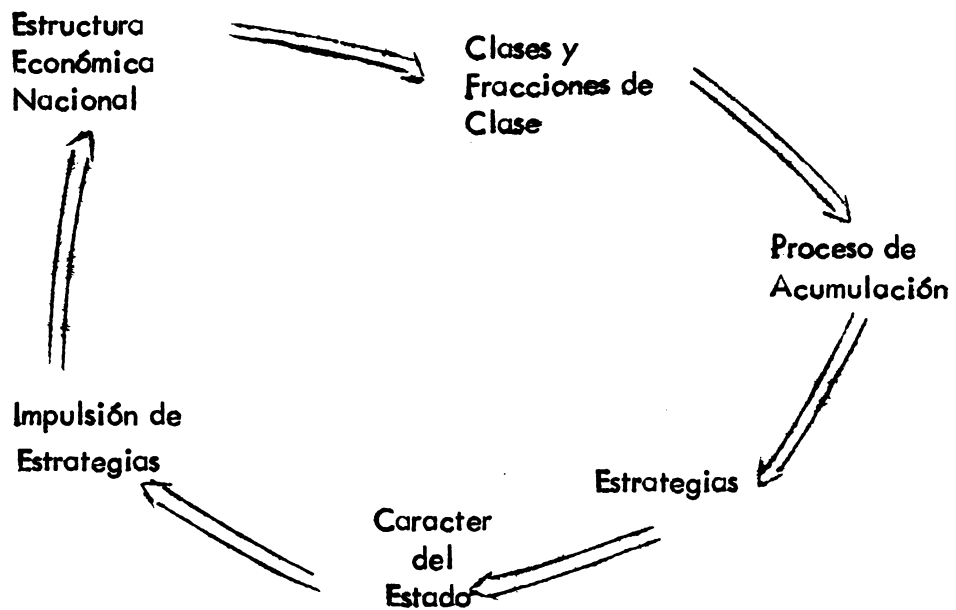 Estructura
Económica
Nacional
Clases y
Fracciones de
Clase
Proceso de
Acumulación
Estrategias
Caracter
del
Estado
Impulsión de
Estrategias